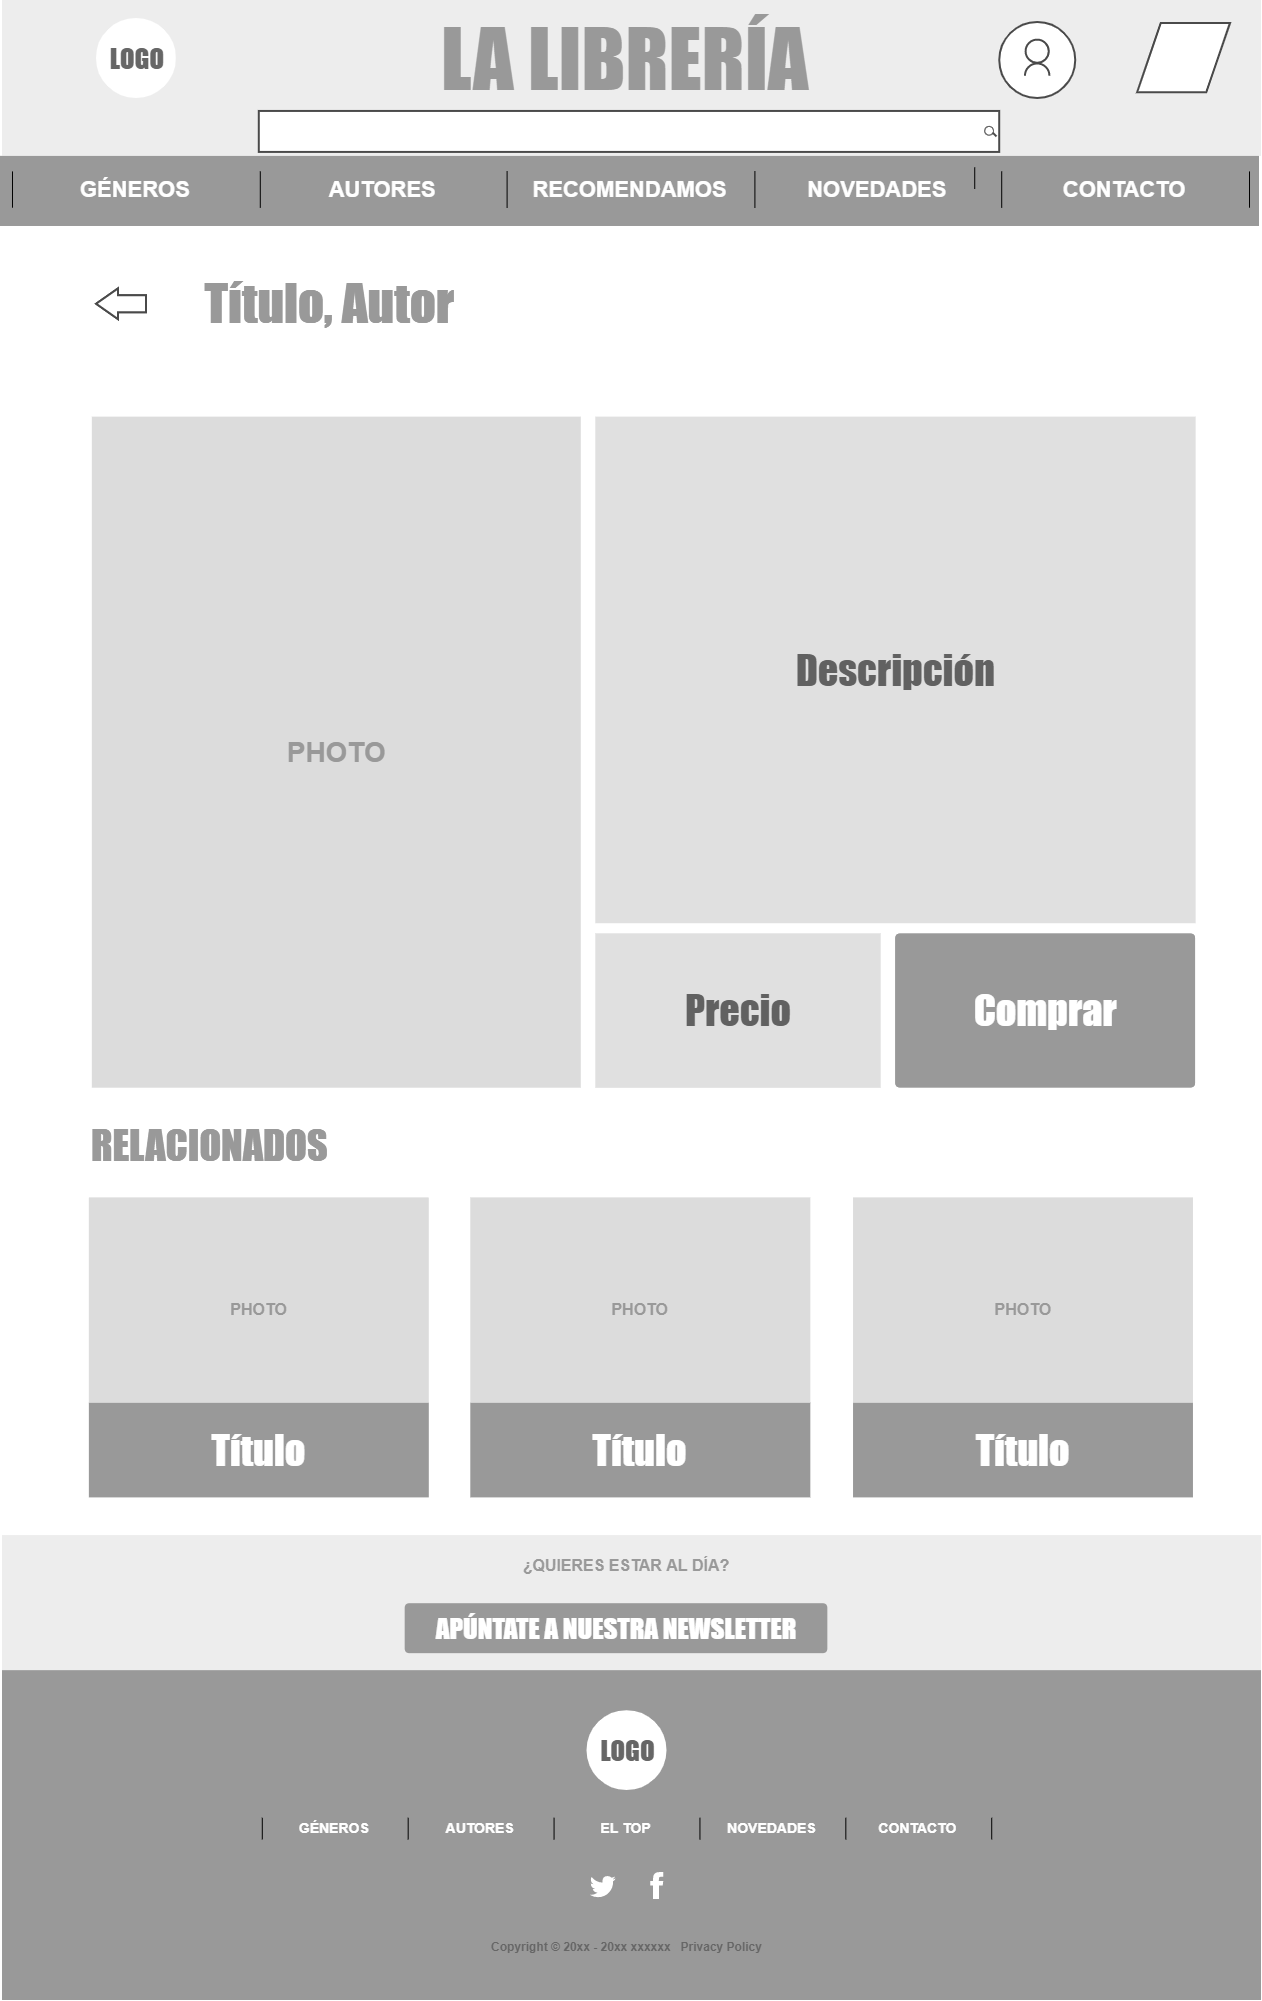 LOGO
LA LIBRERÍA
GÉNEROS AUTORES RECOMENDAMOS NOVEDADES CONTACTO
Título, Autor
PHOTO
Descripción
Precio
Comprar
RELACIONADOS
PHOTO PHOTO PHOTO
Título Título Título
¿QUIERES ESTAR AL DÍA?
APÚNTATE A NUESTRA NEWSLETTER
LOGO
GÉNEROS AUTORES EL TOP NOVEDADES CONTACTO
Copyright © 20xx - 20xx xxxxxx Privacy Policy